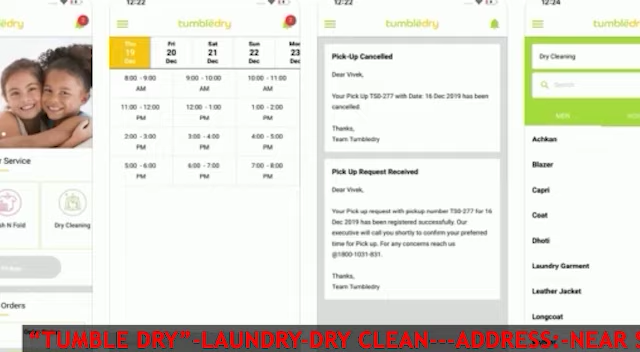 12:22
tumbledry
r Service
sh N Fold
Dry Cleaning
Orders
12:22
tumbledry
Thu Fri Sat Sun Mon
19 20 21 22 23
Dec Dec Dec Dec Dec
8:00 - 9:00 AM
9:00 - 10:00 AM
10:00 - 11:00 AM
11:00 - 12:00 PM
12:00 - 1:00 PM
1:00 - 2:00 PM
2:00 - 3:00 PM
3:00 - 4:00 PM
4:00 - 5:00 PM
5:00 - 6:00 PM
6:00 - 7:00 PM
7:00 - 8:00 PM
12:22
tumbledry
Pick-Up Cancelled
Dear Vivek,
Your Pick Up TS0-277 with Date: 16 Dec 2019 has been
cancelled.
Thanks,
Team Tumbledry
Pick Up Request Received
Dear Vivek,
Your Pick up request with pickup number TS0-277 for 16
Dec 2019 has been registered successfully. Our
executive will call you shortly to confirm your preferred
time for Pick up. For any concerns reach us
@1800-1031-831.
Thanks,
Team Tumbledry
12:24
tumbledry
Dry Cleaning
Search
MEN
Achkan
Blazer
Capri
Coat
Dhoti
Laundry Garment
Leather Jacket
Longcoat
"TUMBLE DRY"-LAUNDRY-DRY CLEAN---ADDRESS:-NEAR